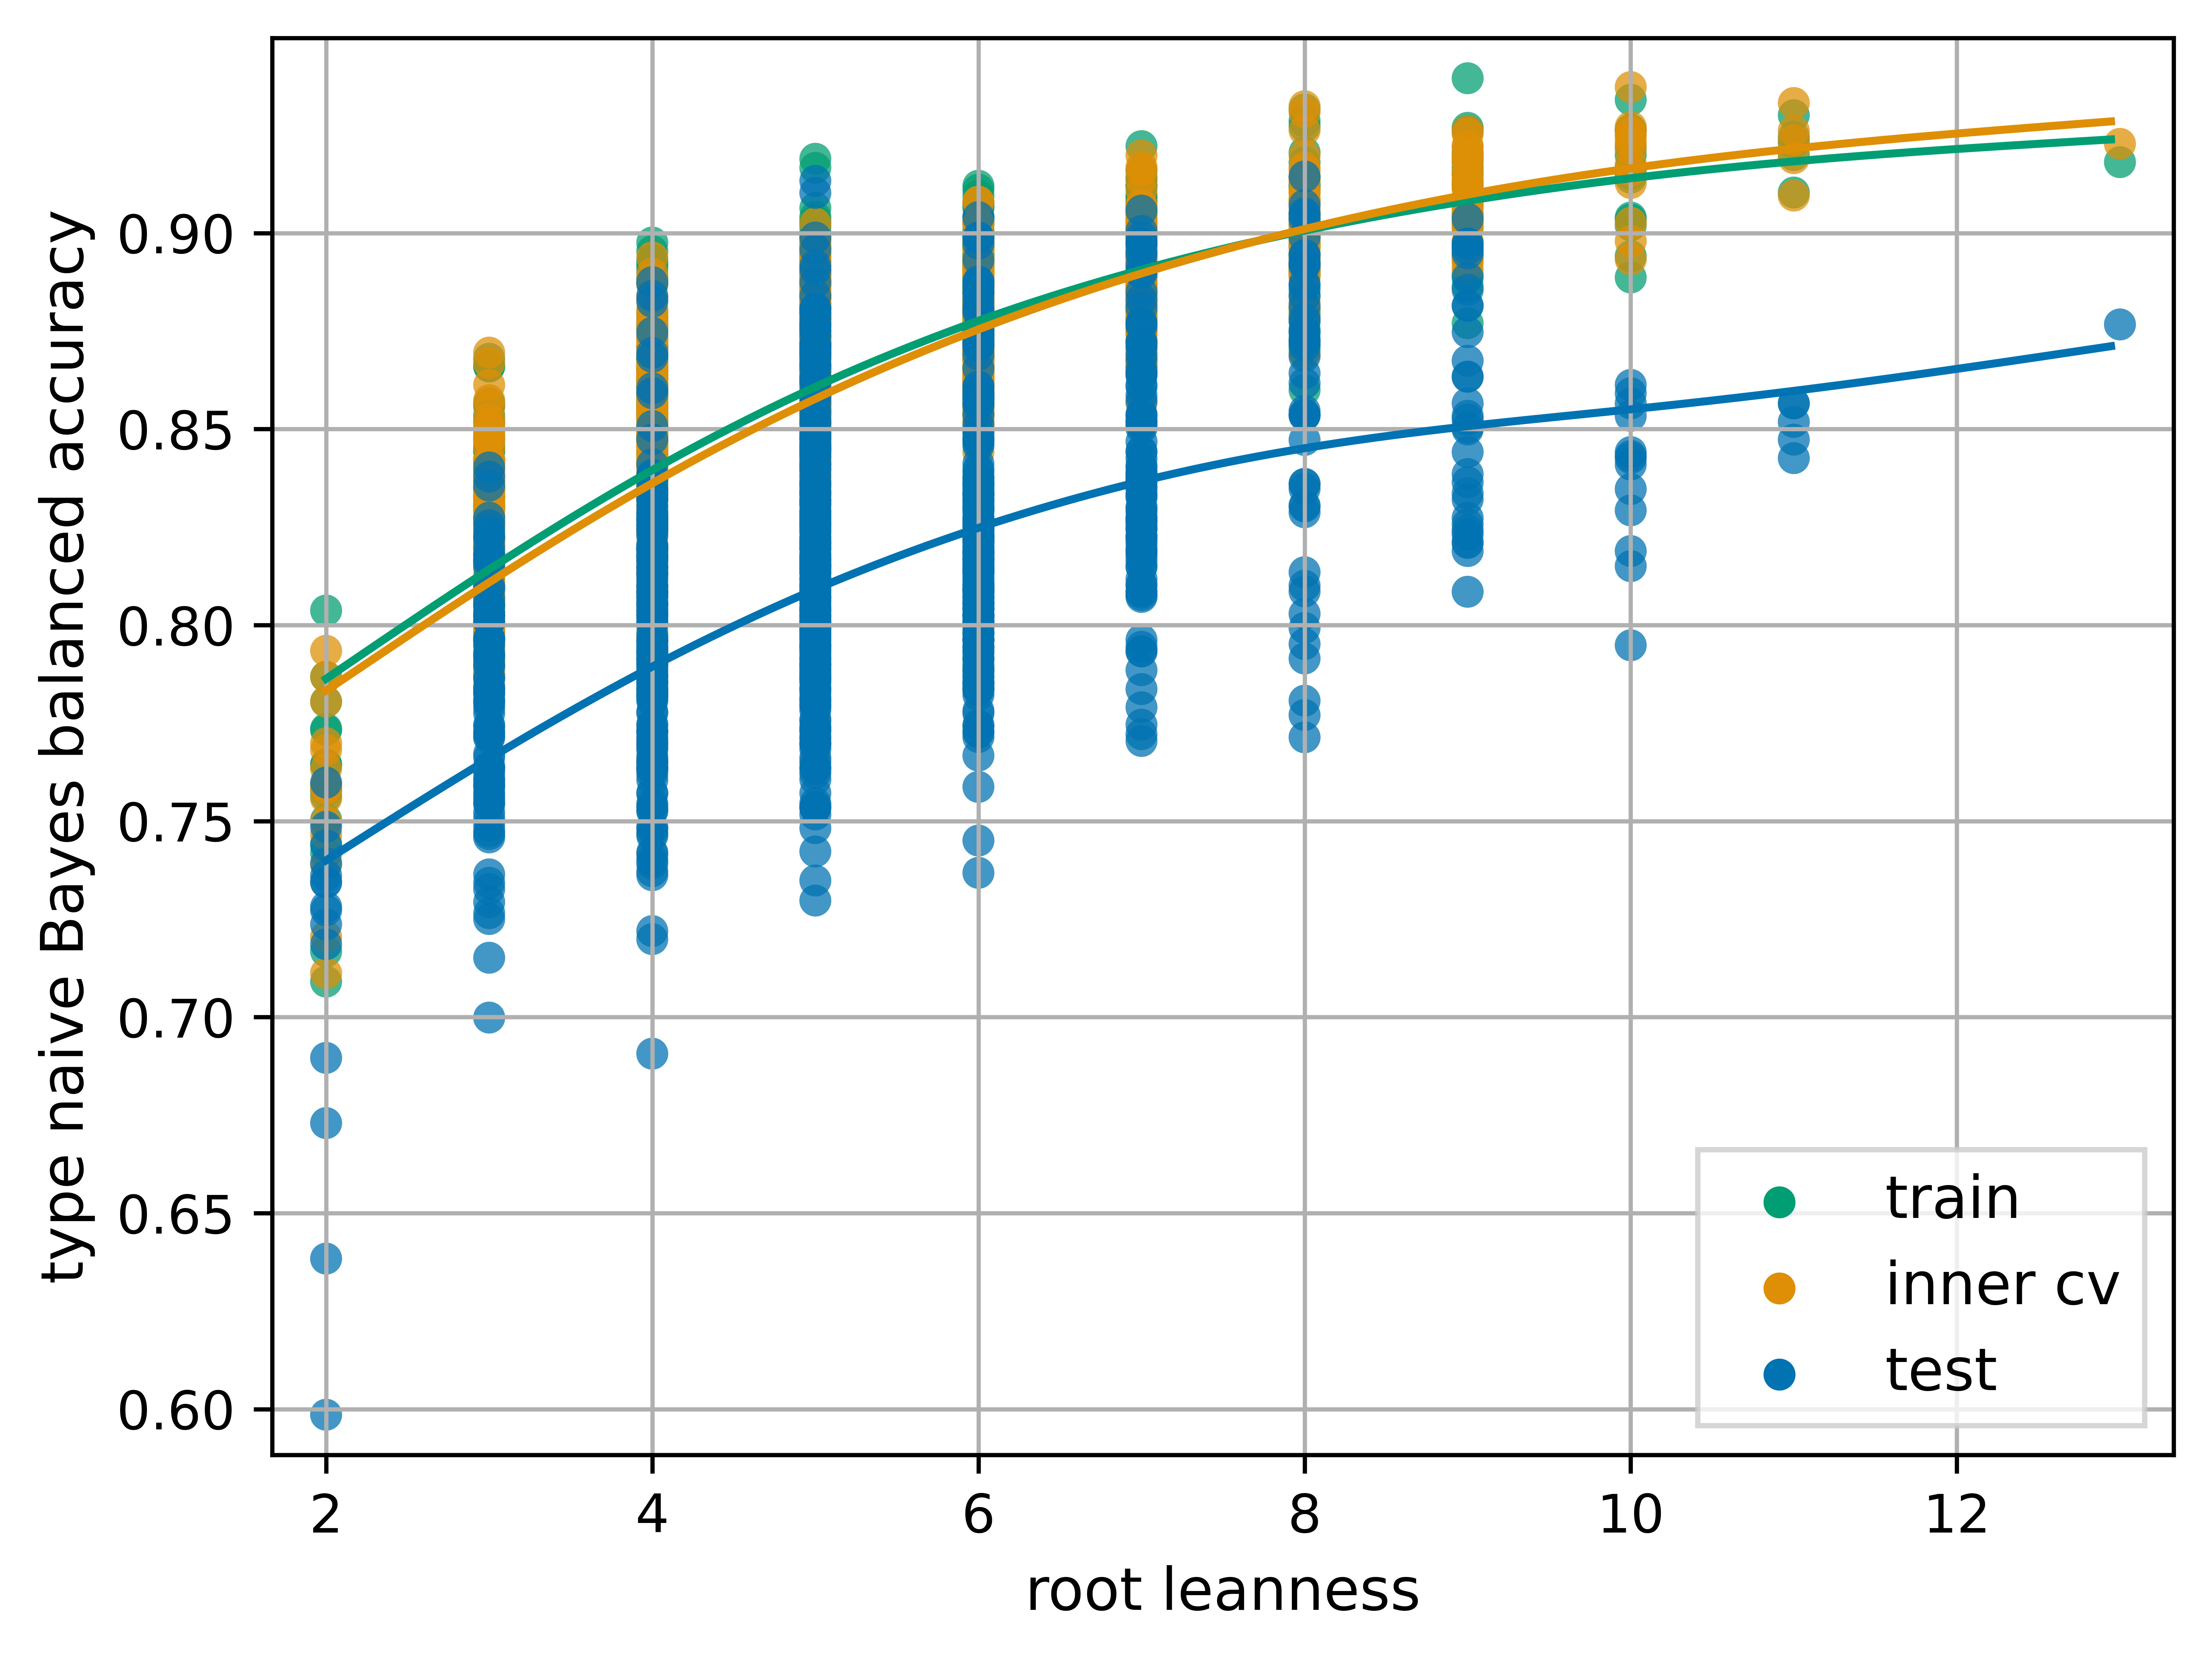 type naive Bayes balanced accuracy
0.90
0.85
0.80
0.75
0.70
0.65
0.60
train
inner cv
test
2 4 6 8 10 12
root leanness